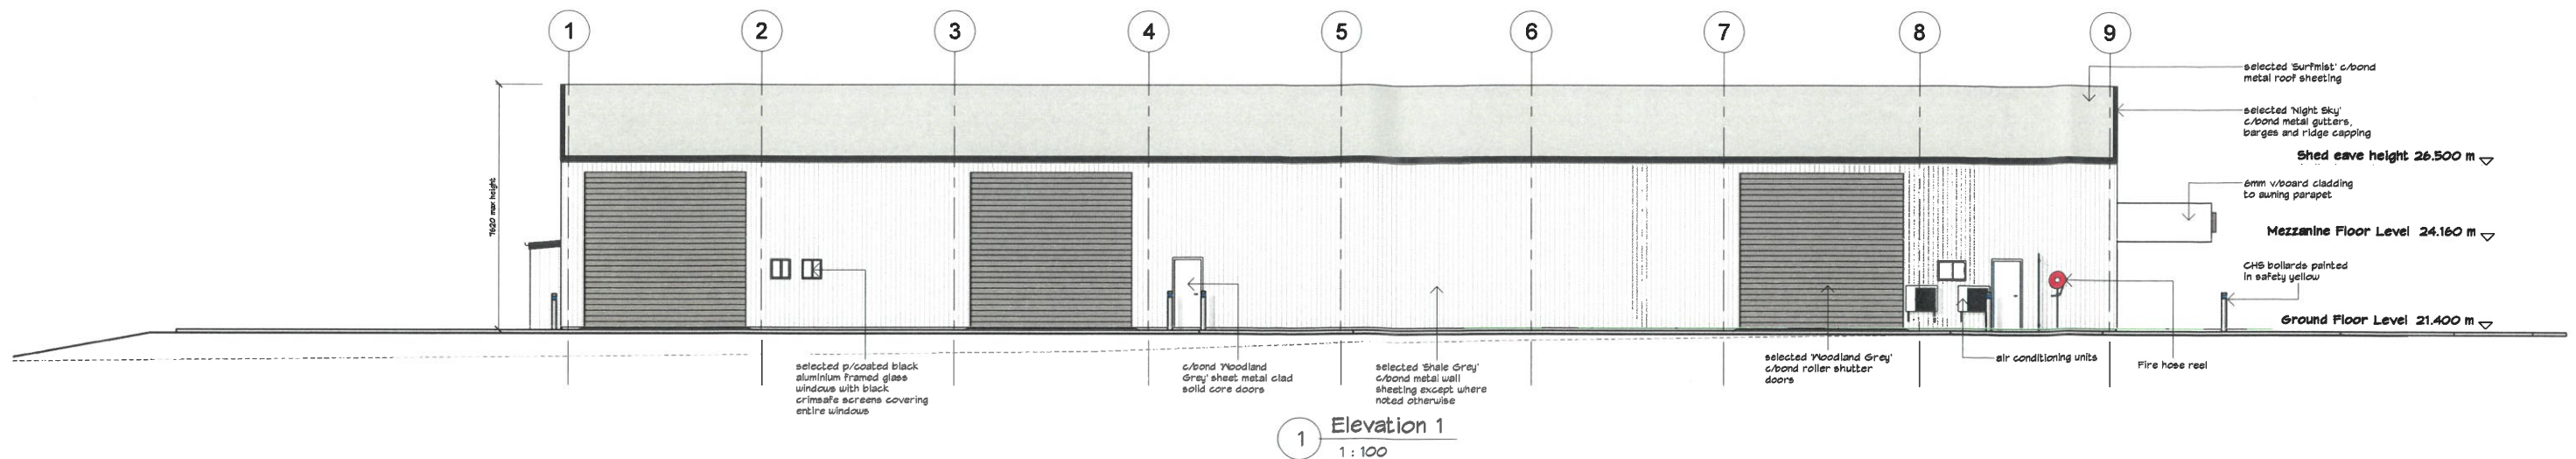 1
2
3
4
5
6
7
8
9
selected 'Surfmist' c/bond
metal roof sheeting
selected 'Night Sky'
c/bond metal gutters,
barges and ridge capping
Shed eave height 26.500 m
7620 max height
6mm v/board cladding
to awning parapet
Mezzanine Floor Level 24.160 m
CHS bollards painted
in safety yellow
Ground Floor Level 21.400 m
selected p/coated black
aluminium framed glass
windows with black
crimsafe screens covering
entire windows
c/bond 'Woodland
Grey' sheet metal clad
solid core doors
selected 'Shale Grey'
c/bond metal wall
sheeting except where
noted otherwise
selected 'Woodland Grey'
c/bond roller shutter
doors
air conditioning units
Fire hose reel
1
Elevation 1
1 : 100